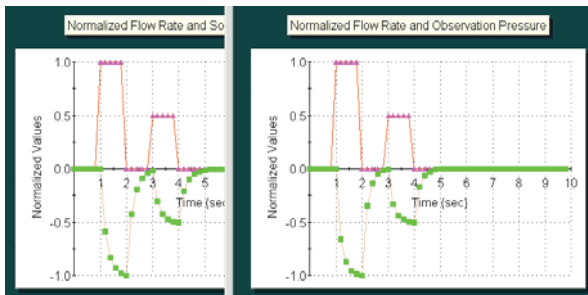 Normalized Flow Rate and So
1.0
0.5
0.0
-0.5
-1.0
Normalized Values
1 2 3 4 5
Time (sec
Normalized Flow Rate and Observation Pressure
1.0
0.5
0.0
-0.5
-1.0
Normalized Values
1 2 3 4 5 6 7 8 9 10
Time (sec)